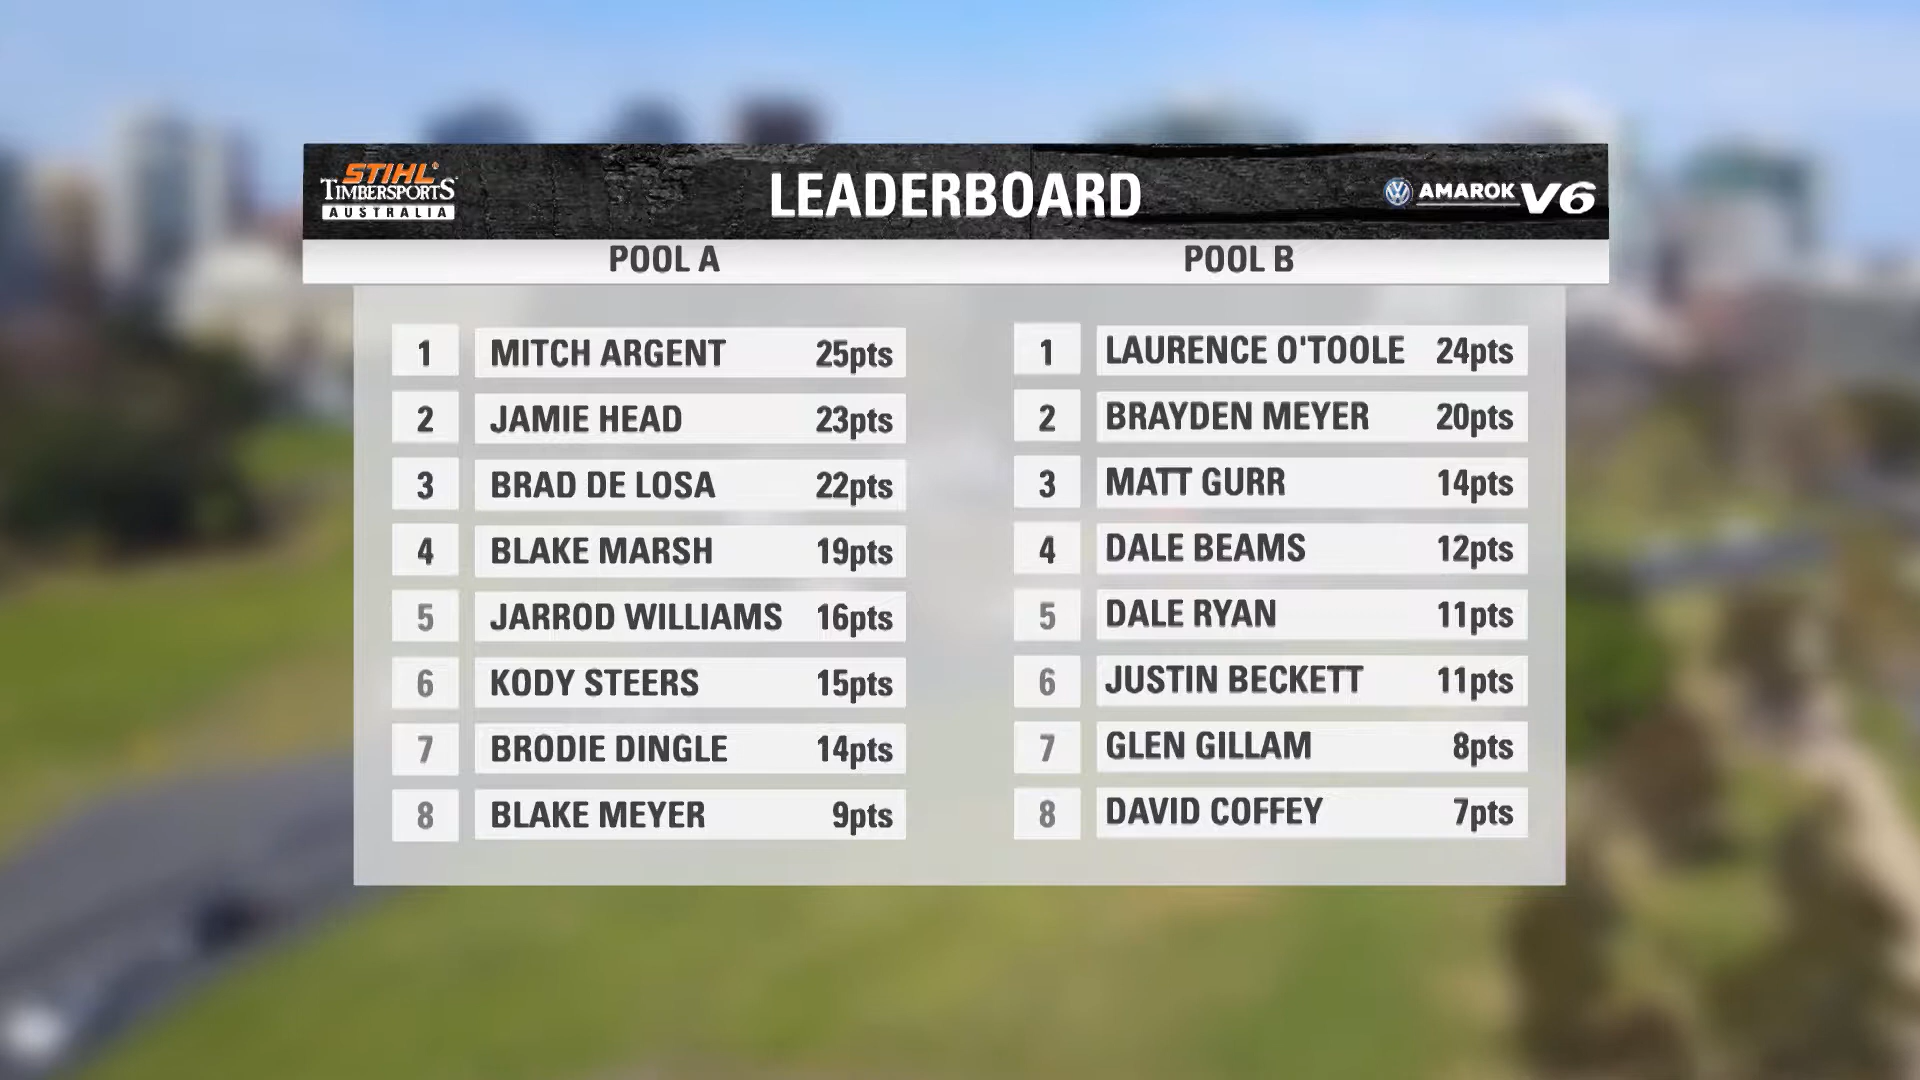 STIHL
TIMBERSPORTS
AUSTRALIA
LEADERBOARD
AMAROK V6
POOL A
POOL B
1 MITCH ARGENT 25pts
2 JAMIE HEAD 23pts
3 BRAD DE LOSA 22pts
4 BLAKE MARSH 19pts
5 JARROD WILLIAMS 16pts
6 KODY STEERS 15pts
7 BRODIE DINGLE 14pts
8 BLAKE MEYER 9pts
1 LAURENCE O'TOOLE 24pts
2 BRAYDEN MEYER 20pts
3 MATT GURR 14pts
4 DALE BEAMS 12pts
5 DALE RYAN 11pts
6 JUSTIN BECKETT 11pts
7 GLEN GILLAM 8pts
8 DAVID COFFEY 7pts